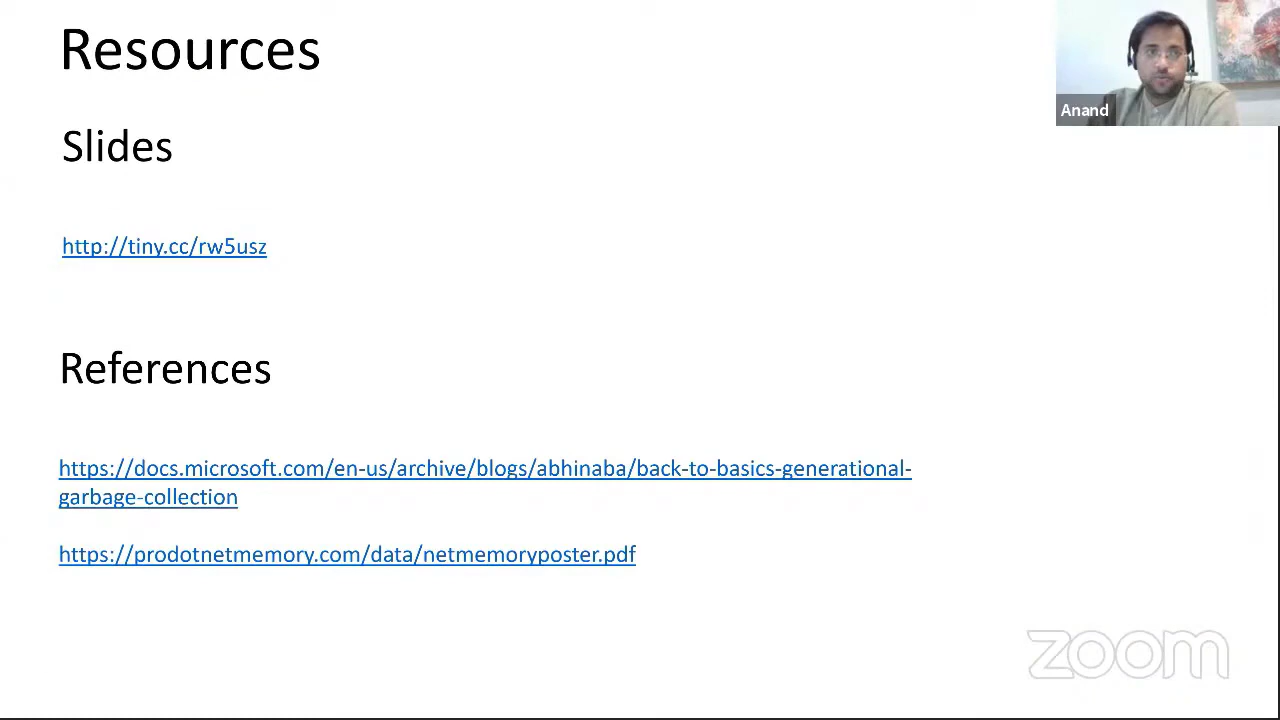 Resources
Anand
Slides
http://tiny.cc/rw5usz
References
https://docs.microsoft.com/en-us/archive/blogs/abhinaba/back-to-basics-generational-
garbage-collection
https://prodotnetmemory.com/data/netmemoryposter.pdf
zoom